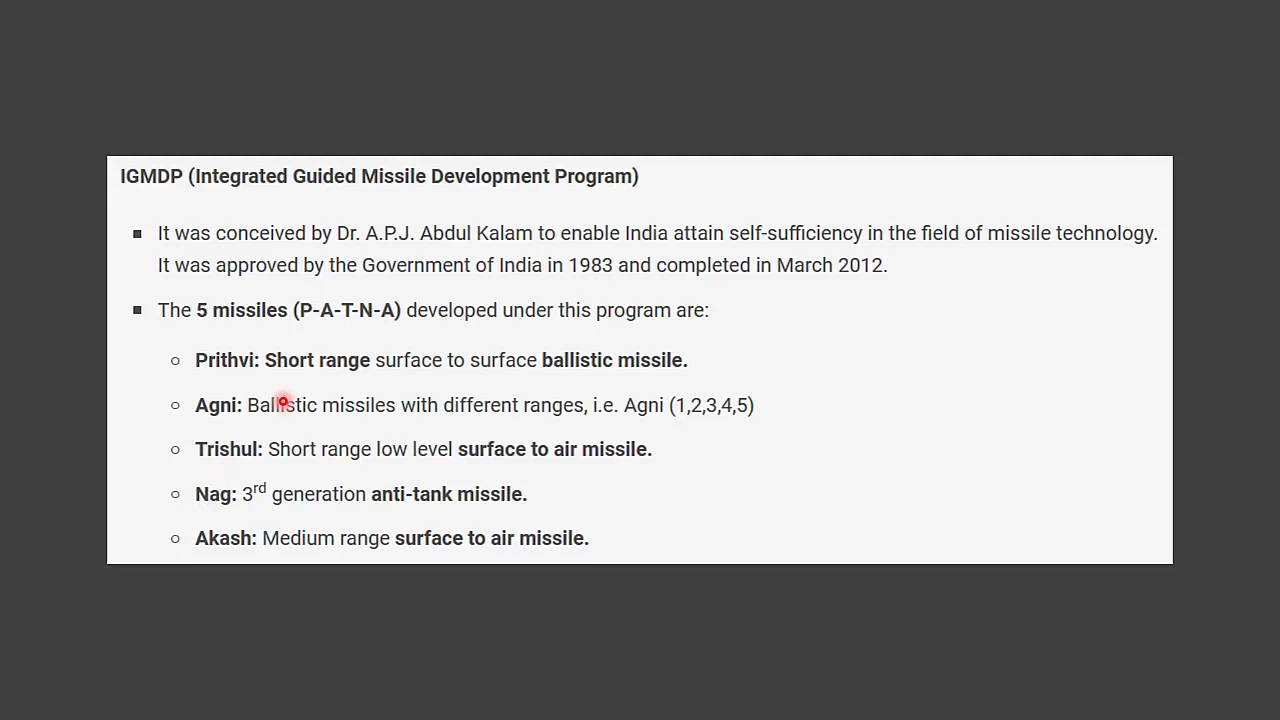 IGMDP (Integrated Guided Missile Development Program)
▪ It was conceived by Dr. A.P.J. Abdul Kalam to enable India attain self-sufficiency in the field of missile technology.
It was approved by the Government of India in 1983 and completed in March 2012.
▪ The 5 missiles (P-A-T-N-A) developed under this program are:
○ Prithvi: Short range surface to surface ballistic missile.
○ Agni: Ballistic missiles with different ranges, i.e. Agni (1,2,3,4,5)
○ Trishul: Short range low level surface to air missile.
○ Nag: 3rd generation anti-tank missile.
○ Akash: Medium range surface to air missile.